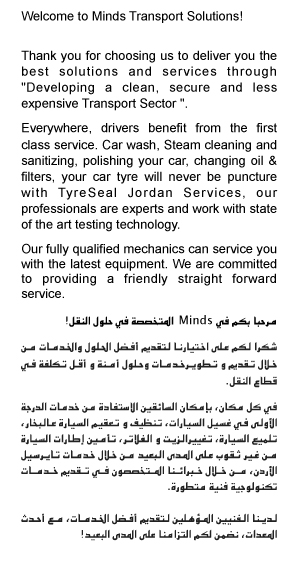 Welcome to Minds Transport Solutions!
Thank you for choosing us to deliver you the
best solutions and services through
"Developing a clean, secure and less
expensive Transport Sector ".
Everywhere, drivers benefit from the first
class service. Car wash, Steam cleaning and
sanitizing, polishing your car, changing oil &
filters, your car tyre will never be puncture
with TyreSeal Jordan Services, our
professionals are experts and work with state
of the art testing technology.
Our fully qualified mechanics can service you
with the latest equipment. We are committed
to providing a friendly straight forward
service.
مرحبا بكم في Minds المتخصصة في حلول النقل!
شكرا لكم على اختيارنا لتقديم أفضل الحلول والخدمات من
خلال تقديم و تطويرخدمات وحلول آمنة و أقل تكلفة في
قطاع النقل.
في كل مكان، بإمكان السائقين الاستفادة من خدمات الدرجة
الأولى في غسيل السيارات، تنظيف و تعقيم السيارة عالبخار،
تلميع السيارة، تغييرالزيت و الفلاتر، تأمين إطارات السيارة
من غير ثقوب على المدى البعيد من خلال خدمات تايرسيل
الأردن، من خلال خبرائنا المتخصصون في تقديم خدمات
تكنولوجية فنية متطورة.
لدينا الفنيين المؤهلين لتقديم أفضل الخدمات، مع أحدث
المعدات، نضمن لكم التزامنا على المدى البعيد!